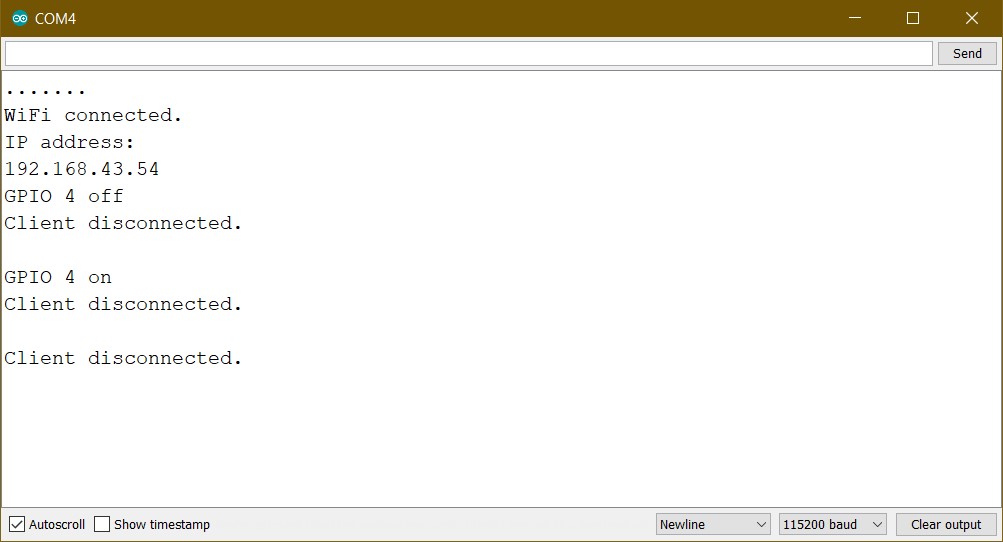 COM4
Send
.......
WiFi connected.
IP address:
192.168.43.54
GPIO 4 off
Client disconnected.
GPIO 4 on
Client disconnected.
Client disconnected.
Autoscroll Show timestamp Newline 115200 baud Clear output